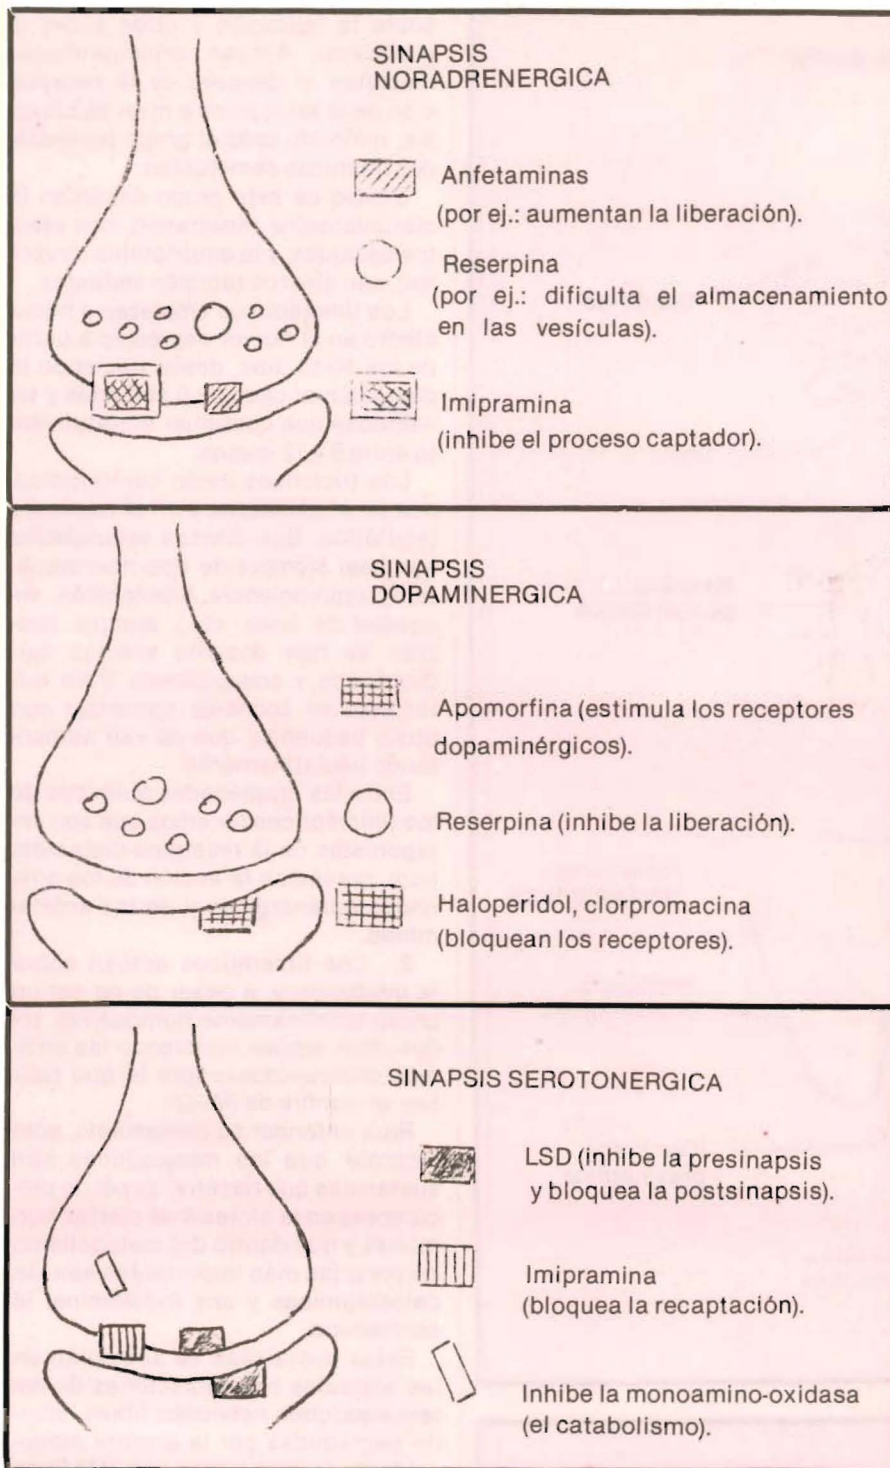 SINAPSIS
NORADRENERGICA
Anfetaminas
(por ej.: aumentan la liberación).
Reserpina
(por ej.: dificulta el almacenamiento
en las vesículas).
Imipramina
(inhibe el proceso captador).
SINAPSIS
DOPAMINERGICA
Apomorfina (estimula los receptores
dopaminérgicos).
Reserpina (inhibe la liberación).
Haloperidol, clorpromacina
(bloquean los receptores).
SINAPSIS SEROTONERGICA
LSD (inhibe la presinapsis
y bloquea la postsinapsis).
Imipramina
(bloquea la recaptación).
Inhibe la monoamino-oxidasa
(el catabolismo).